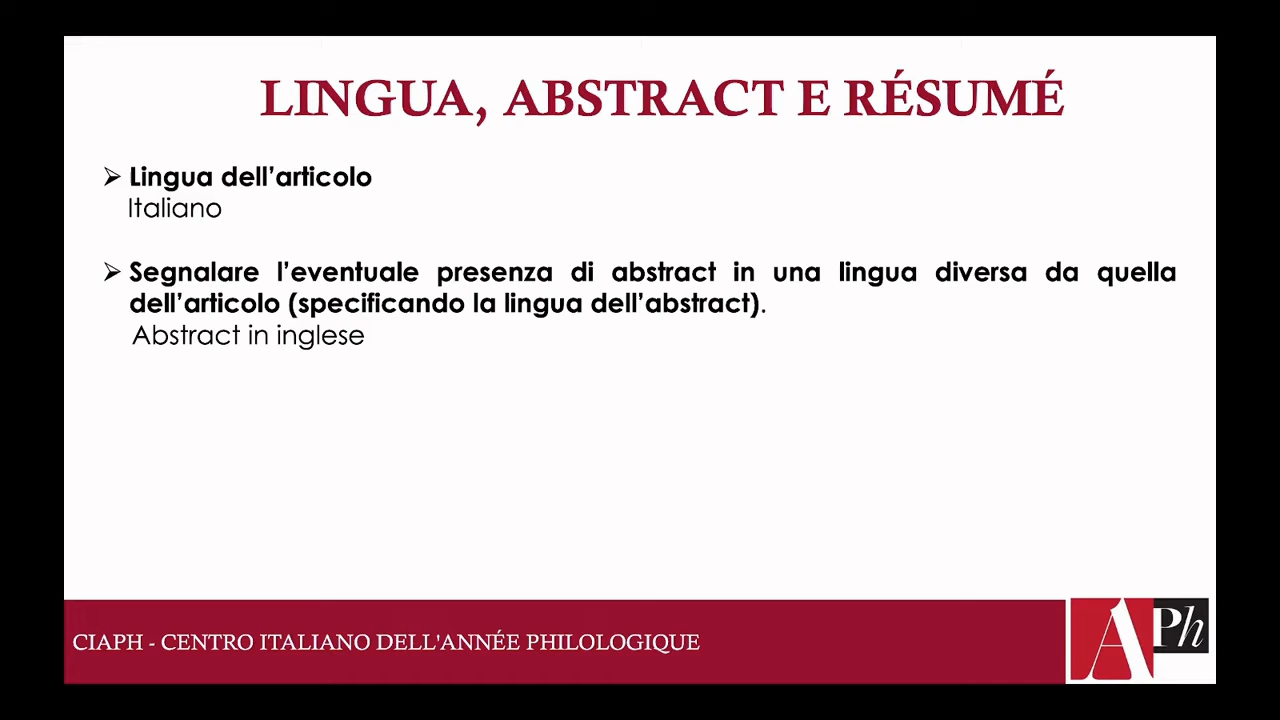 LINGUA, ABSTRACT E RÉSUMÉ
➢ Lingua dell’articolo
Italiano
➢ Segnalare l’eventuale presenza di abstract in una lingua diversa da quella
dell’articolo (specificando la lingua dell’abstract).
Abstract in inglese
CIAPH - CENTRO ITALIANO DELL'ANNÉE PHILOLOGIQUE
APh